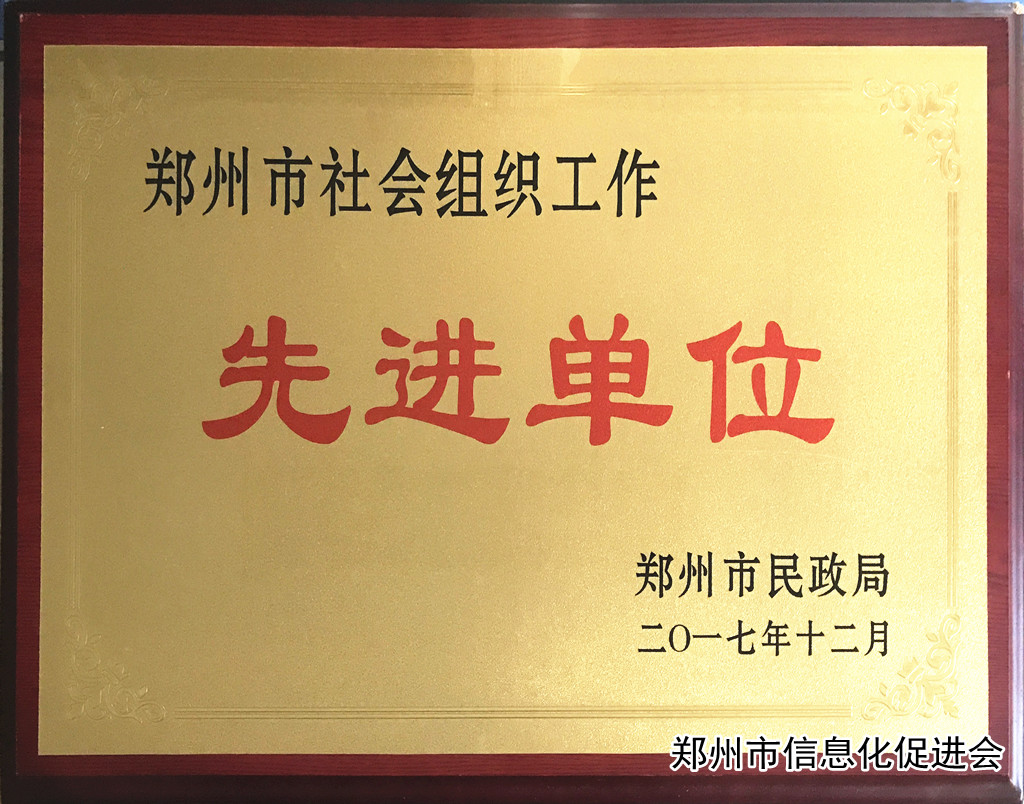 郑州市社会组织工作
先进单位
郑州市民政局
二〇一七年十二月
郑州市信息化促进会